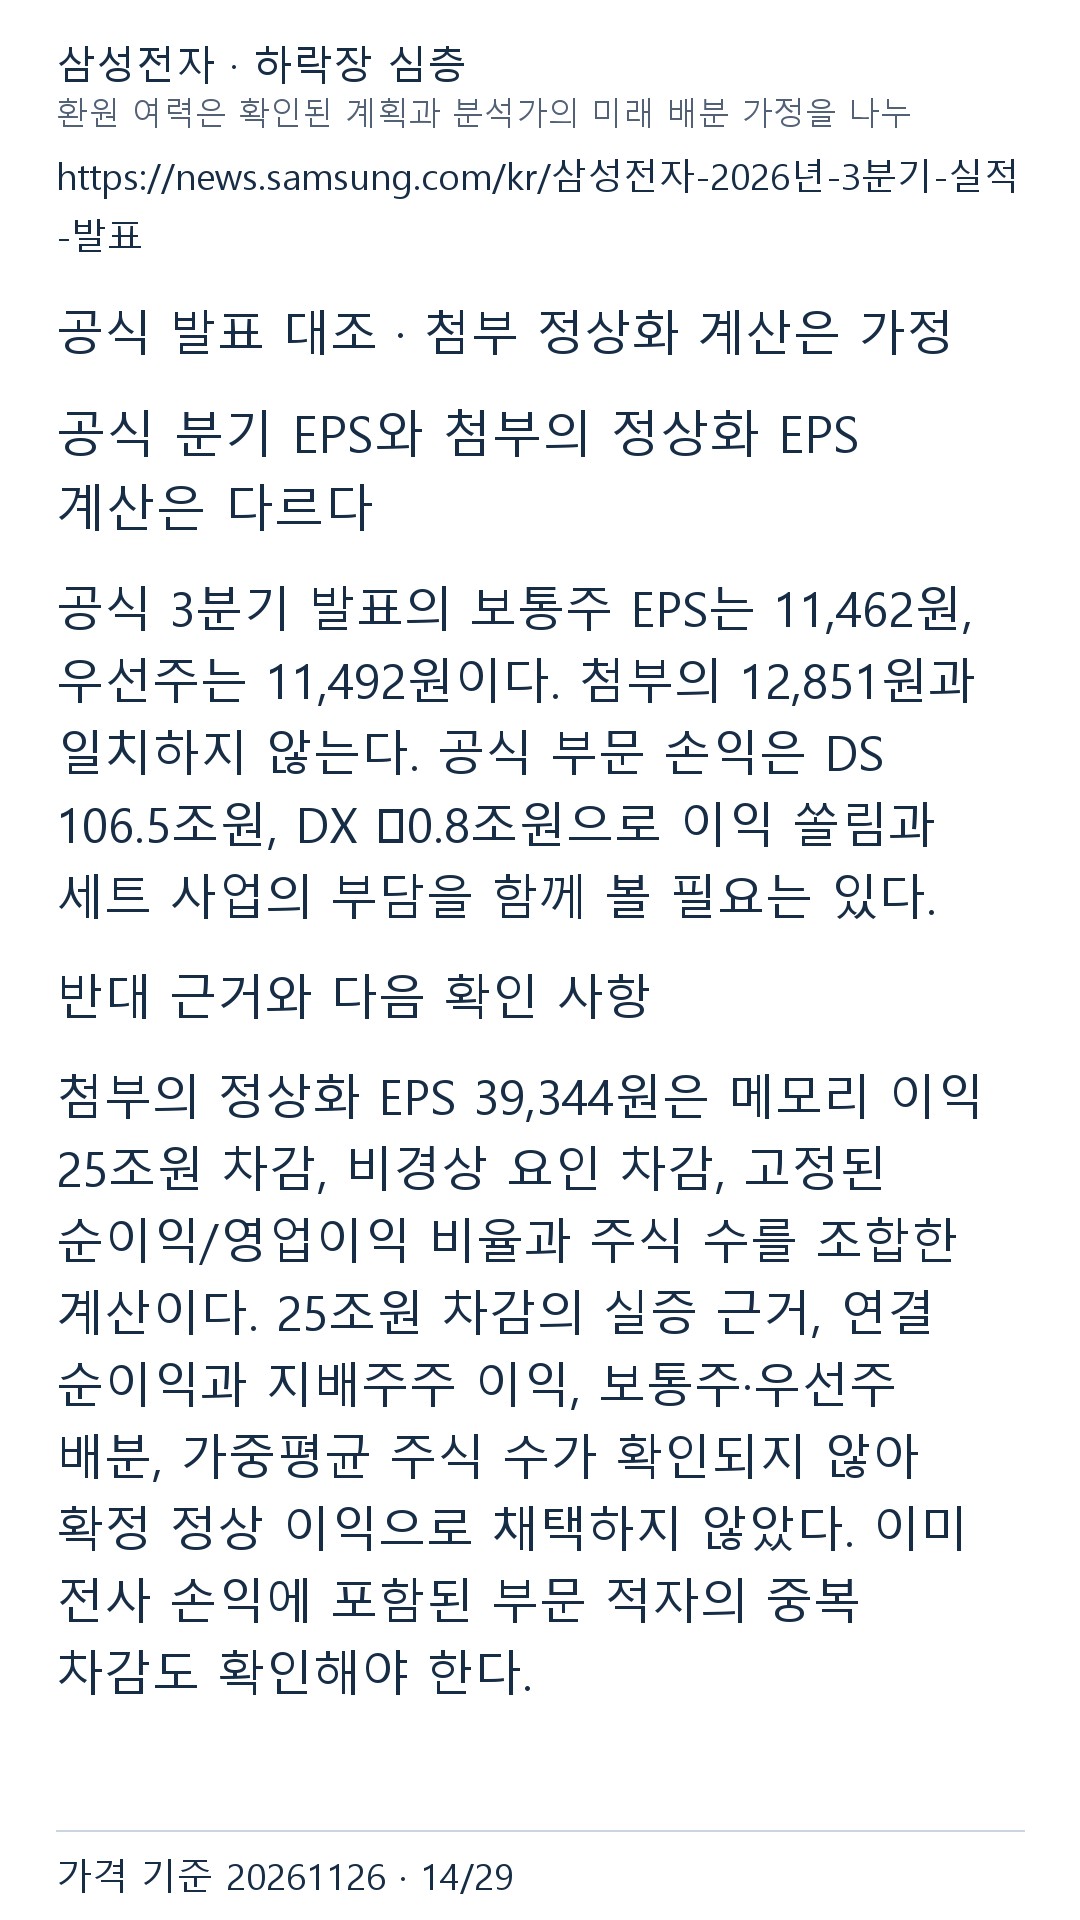 삼성전자 · 하락장 심층
환원 여력은 확인된 계획과 분석가의 미래 배분 가정을 나누
https://news.samsung.com/kr/삼성전자-2026년-3분기-실적
-발표
공식 발표 대조 · 첨부 정상화 계산은 가정
공식 분기 EPS와 첨부의 정상화 EPS
계산은 다르다
공식 3분기 발표의 보통주 EPS는 11,462원,
우선주는 11,492원이다. 첨부의 12,851원과
일치하지 않는다. 공식 부문 손익은 DS
106.5조원, DX □0.8조원으로 이익 쏠림과
세트 사업의 부담을 함께 볼 필요는 있다.
반대 근거와 다음 확인 사항
첨부의 정상화 EPS 39,344원은 메모리 이익
25조원 차감, 비경상 요인 차감, 고정된
순이익/영업이익 비율과 주식 수를 조합한
계산이다. 25조원 차감의 실증 근거, 연결
순이익과 지배주주 이익, 보통주·우선주
배분, 가중평균 주식 수가 확인되지 않아
확정 정상 이익으로 채택하지 않았다. 이미
전사 손익에 포함된 부문 적자의 중복
차감도 확인해야 한다.
가격 기준 20261126 · 14/29